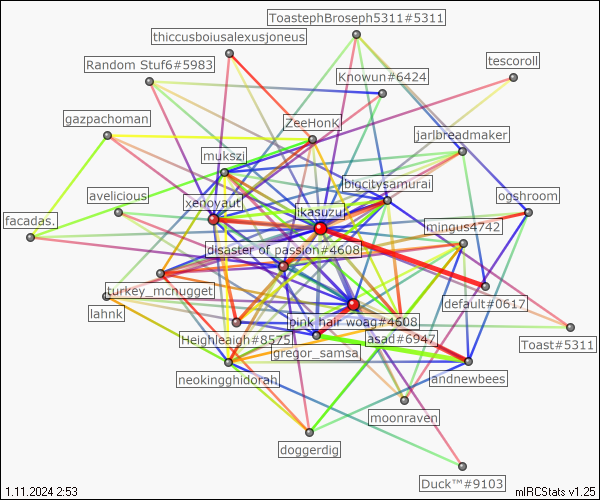 ToastephBroseph5311#5311
thiccusboiusalexusjoneus
Random Stuf6#5983
Knowun#6424
tescoroll
gazpachoman
ZeeHonK
jarlbreadmaker
mukszi
bigcitysamurai
avelicious
xenoyaut
ikasuzu
ogshroom
facadas.
mingus4742
disaster of passion#4608
turkey_mcnugget
default#0617
lahnk
pink hair woag#4608
Heighleaigh#8575
asad#6947
Toast#5311
gregor_samsa
neokingghidorah
andnewbees
moonraven
doggerdig
Duck™#9103
1.11.2024 2:53
mIRCStats v1.25